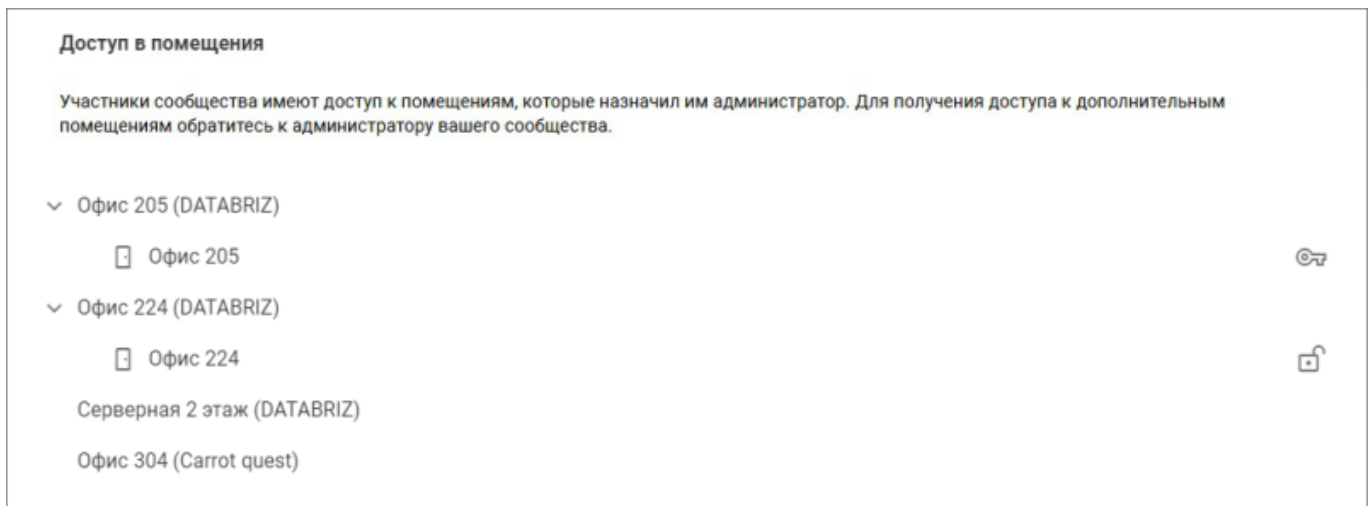 Доступ в помещения
Участники сообщества имеют доступ к помещениям, которые назначил им администратор. Для получения доступа к дополнительным
помещениям обратитесь к администратору вашего сообщества.
Офис 205 (DATABRIZ)
Офис 205
Офис 224 (DATABRIZ)
Офис 224
Серверная 2 этаж (DATABRIZ)
Офис 304 (Carrot quest)